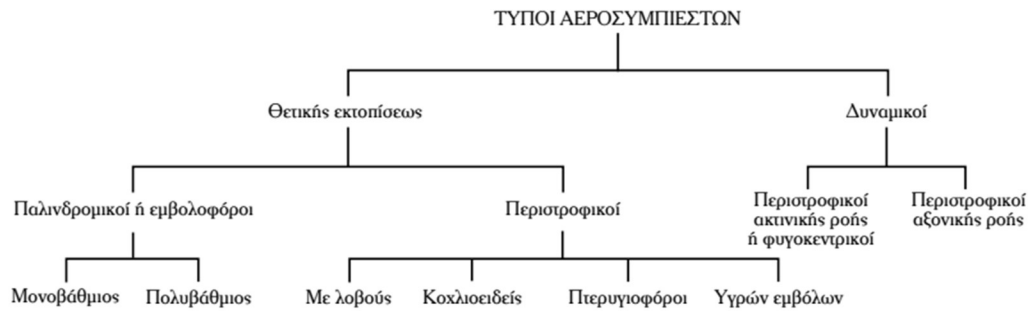 ΤΥΠΟΙ ΑΕΡΟΣΥΜΠΙΕΣΤΩΝ
Θετικής εκτοπίσεως
Δυναμικοί
Παλινδρομικοί ή εμβολοφόροι
Περιστροφικοί
Περιστροφικοί
ακτινικής ροής
ή φυγοκεντρικοί
Περιστροφικοί
αξονικής ροής
Μονοβάθμιος
Πολυβάθμιος
Με λοβούς
Κοχλιοειδείς
Πτερυγιοφόροι
Υγρών εμβόλων